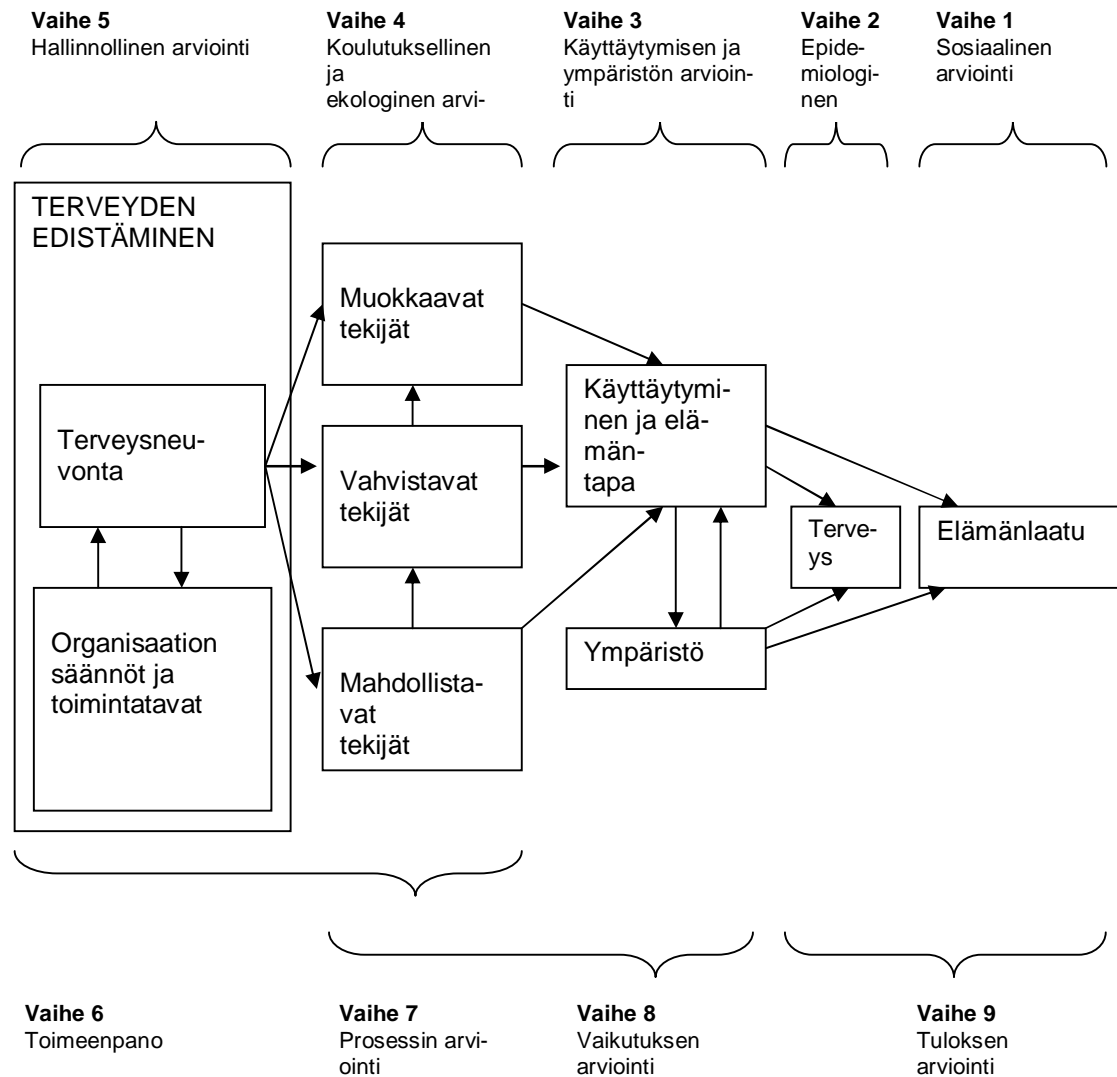 Vaihe 5
Hallinnollinen arviointi
Vaihe 4
Koulutuksellinen
ja
ekologinen arvi-
Vaihe 3
Käyttäytymisen ja
ympäristön arvioin-
ti
Vaihe 2
Epide-
miologi-
nen
Vaihe 1
Sosiaalinen
arviointi
TERVEYDEN
EDISTÄMINEN
Muokkaavat
tekijät
Terveysneu-
vonta
Vahvistavat
tekijät
Käyttäytymi-
nen ja elä-
män-
tapa
Terve-
ys
Elämänlaatu
Organisaation
säännöt ja
toimintatavat
Mahdollista-
vat
tekijät
Ympäristö
Vaihe 6
Toimeenpano
Vaihe 7
Prosessin arvi-
ointi
Vaihe 8
Vaikutuksen
arviointi
Vaihe 9
Tuloksen
arviointi